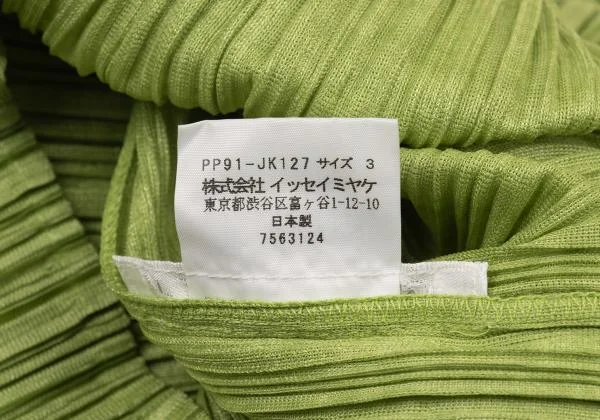 PP91-JK127 サイズ 3
株式会社 イッセイミヤケ
東京都渋谷区富ヶ谷1-12-10
日本製
7563124